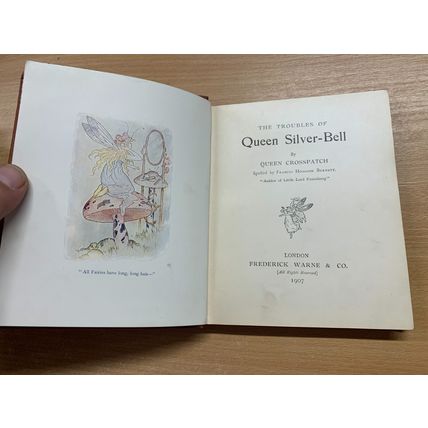 "All Fairies have long, long hair—"
THE TROUBLES OF
Queen Silver-Bell
By
QUEEN CROSSPATCH
Spelled by FRANCES HODGSON BURNETT,
"Author of Little Lord Fauntleroy"
LONDON
FREDERICK WARNE & CO.
[All Rights Reserved]
1907